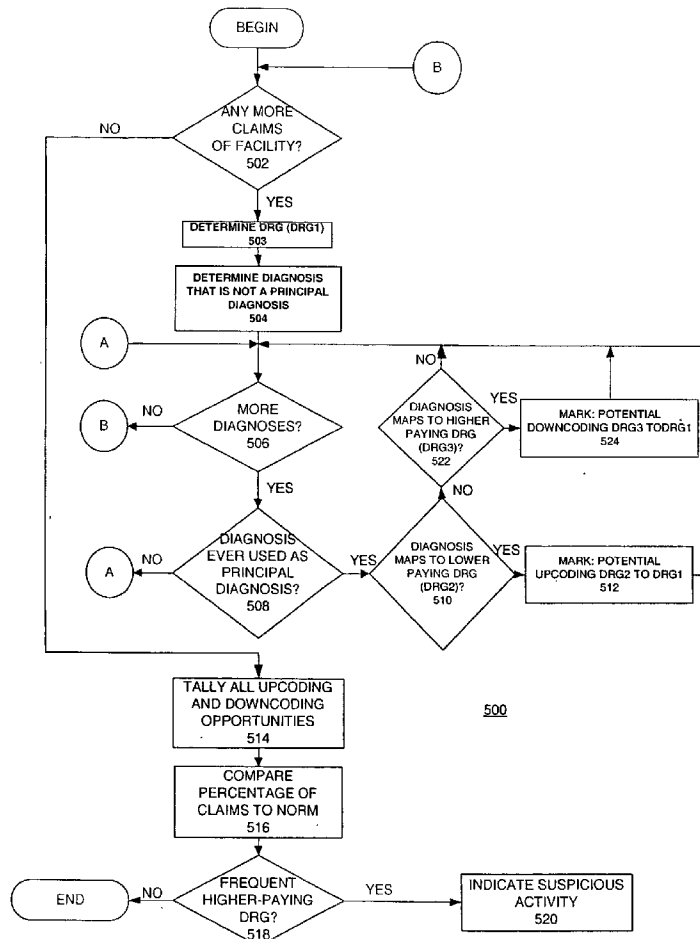 BEGIN
B
ANY MORE
CLAIMS
OF FACILITY?
502
NO
YES
DETERMINE DRG (DRG1)
503
DETERMINE DIAGNOSIS
THAT IS NOT A PRINCIPAL
DIAGNOSIS
504
A
NO
MORE
DIAGNOSES?
506
B
NO
YES
DIAGNOSIS
MAPS TO HIGHER
PAYING DRG
(DRG3)?
522
YES
MARK: POTENTIAL
DOWNCODING DRG3 TODRG1
524
NO
DIAGNOSIS
EVER USED AS
PRINCIPAL
DIAGNOSIS?
508
A
NO
YES
DIAGNOSIS
MAPS TO LOWER
PAYING DRG
(DRG2)?
510
YES
MARK: POTENTIAL
UPCODING DRG2 TO DRG1
512
TALLY ALL UPCODING
AND DOWNCODING
OPPORTUNITIES
514
500
COMPARE
PERCENTAGE OF
CLAIMS TO NORM
516
FREQUENT
HIGHER-PAYING
DRG?
518
NO
END
YES
INDICATE SUSPICIOUS
ACTIVITY
520